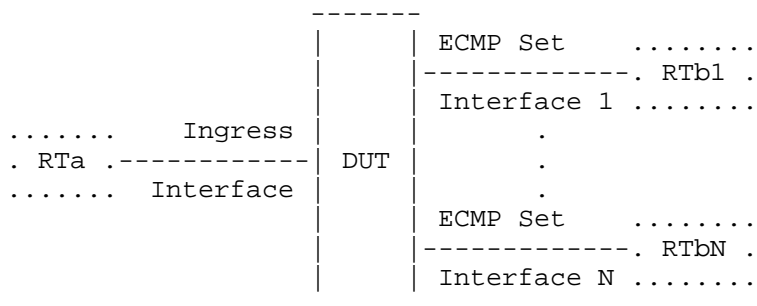 -------
|     | ECMP Set      ........
|     |-------------. RTb1 .
|     | Interface 1 ........
.......    Ingress |     |       .
. RTa .------------| DUT |       .
.......  Interface |     |       .
|     | ECMP Set      ........
|     |-------------. RTbN .
|     | Interface N ........